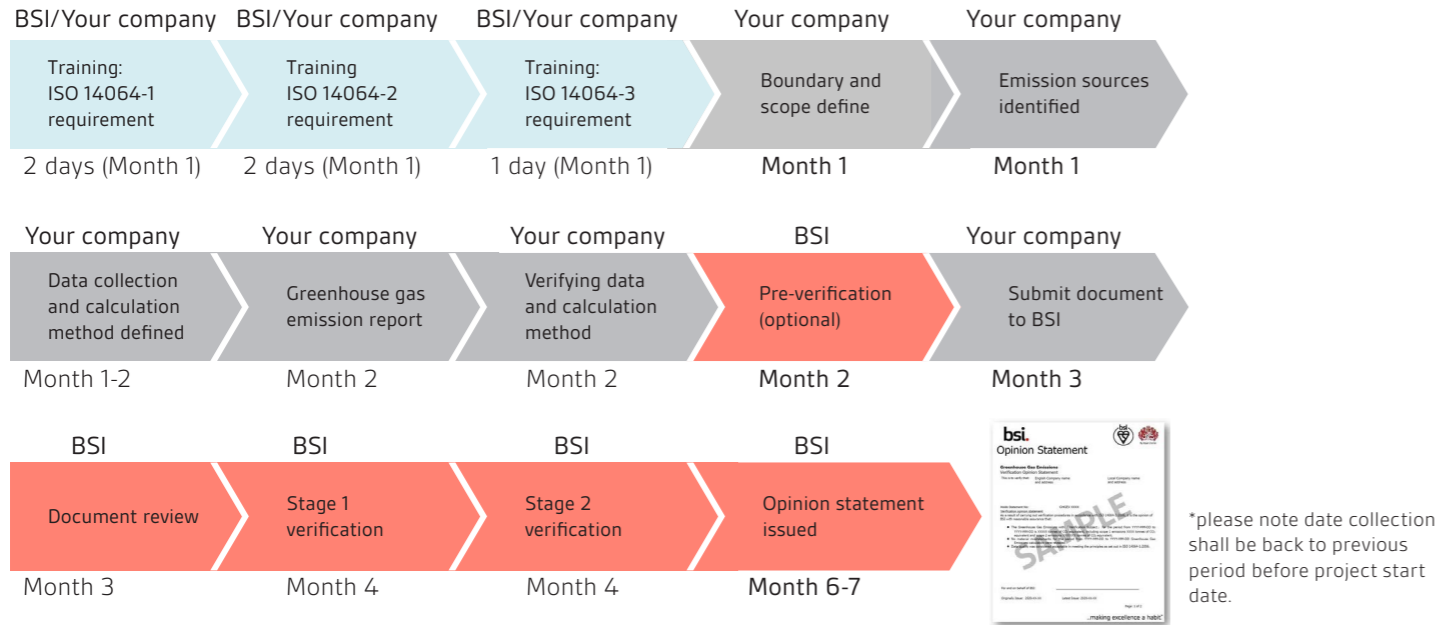 BSI/Your company BSI/Your company BSI/Your company Your company Your company
Training:
ISO 14064-1
requirement
Training
ISO 14064-2
requirement
Training:
ISO 14064-3
requirement
Boundary and
scope define
Emission sources
identified
2 days (Month 1) 2 days (Month 1) 1 day (Month 1) Month 1 Month 1
Your company Your company Your company BSI Your company
Data collection
and calculation
method defined
Greenhouse gas
emission report
Verifying data
and calculation
method
Pre-verification
(optional)
Submit document
to BSI
Month 1-2 Month 2 Month 2 Month 2 Month 3
BSI BSI BSI BSI
Document review
Stage 1
verification
Stage 2
verification
Opinion statement
issued
Month 3 Month 4 Month 4 Month 6-7
bsi.
Opinion Statement
Greenhouse Gas Emissions
Verification Opinion Statement
SAMPLE
...making excellence a habit.
*please note date collection
shall be back to previous
period before project start
date.